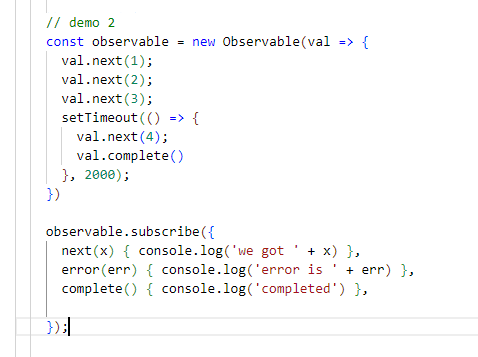 // demo 2
const observable = new Observable(val => {
  val.next(1);
  val.next(2);
  val.next(3);
  setTimeout(() => {
    val.next(4);
    val.complete()
  }, 2000);
})

observable.subscribe({
  next(x) { console.log('we got ' + x) },
  error(err) { console.log('error is ' + err) },
  complete() { console.log('completed') },

});